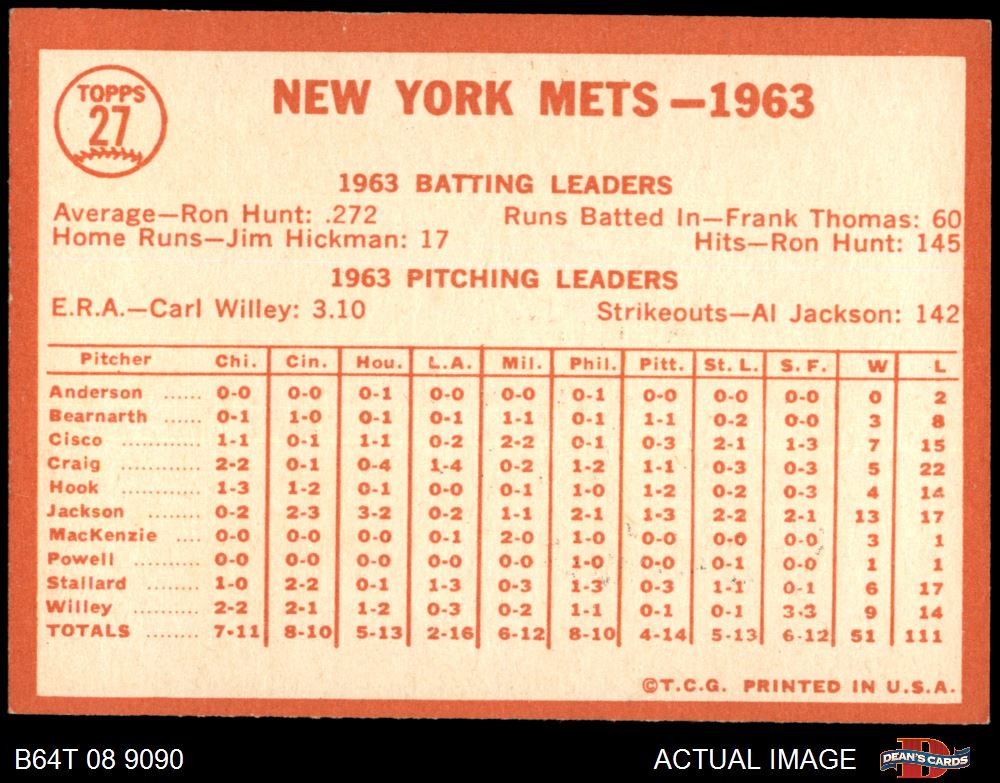 TOPPS
27
NEW YORK METS—1963
1963 BATTING LEADERS
Average—Ron Hunt: .272 Runs Batted In—Frank Thomas: 60
Home Runs—Jim Hickman: 17 Hits—Ron Hunt: 145
1963 PITCHING LEADERS
E.R.A.—Carl Willey: 3.10 Strikeouts—Al Jackson: 142
Pitcher Chi. Cin. Hou. L.A. Mil. Phil. Pitt. St. L. S. F. W L
Anderson ...... 0-0 0-0 0-1 0-0 0-0 0-1 0-0 0-0 0-0 0 2
Bearnarth ...... 0-1 1-0 0-1 0-1 1-1 0-1 1-1 0-2 0-0 3 8
Cisco ............ 1-1 0-1 1-1 0-2 2-2 0-1 0-3 2-1 1-3 7 15
Craig ............ 2-2 0-1 0-4 1-4 0-2 1-2 1-1 0-3 0-3 5 22
Hook ............ 1-3 1-2 0-1 0-0 0-1 1-0 1-2 0-2 0-3 4 14
Jackson ........ 0-2 2-3 3-2 0-2 1-1 2-1 1-3 2-2 2-1 13 17
MacKenzie .... 0-0 0-0 0-0 0-1 2-0 1-0 0-0 0-0 0-0 3 1
Powell .......... 0-0 0-0 0-0 0-0 0-0 1-0 0-0 0-1 0-0 1 1
Stallard ........ 1-0 2-2 0-1 1-3 0-3 1-3 0-3 1-1 0-1 6 17
Willey .......... 2-2 2-1 1-2 0-3 0-2 1-1 0-1 0-1 3-3 9 14
TOTALS ........ 7-11 8-10 5-13 2-16 6-12 8-10 4-14 5-13 6-12 51 111
©T.C.G. PRINTED IN U.S.A.
B64T 08 9090 ACTUAL IMAGE DEAN'S CARDS